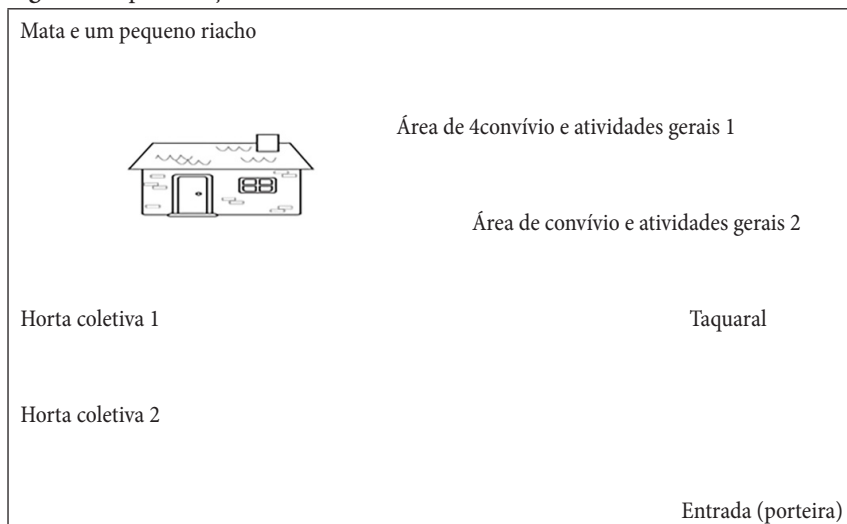 Mata e um pequeno riacho
Área de 4convívio e atividades gerais 1
Área de convívio e atividades gerais 2
Horta coletiva 1
Taquaral
Horta coletiva 2
Entrada (porteira)